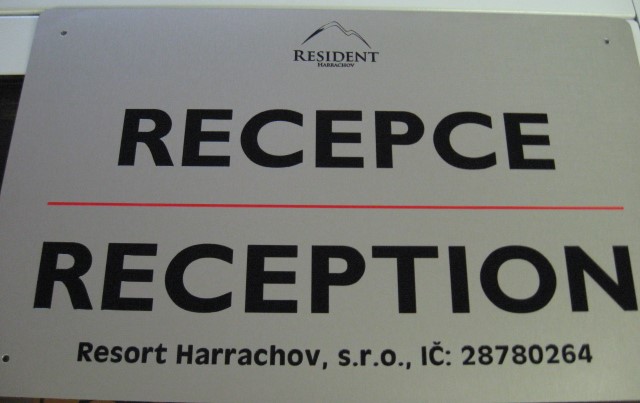 RESIDENT
HARRACHOV
RECEPCE
RECEPTION
Resort Harrachov, s.r.o., IČ: 28780264